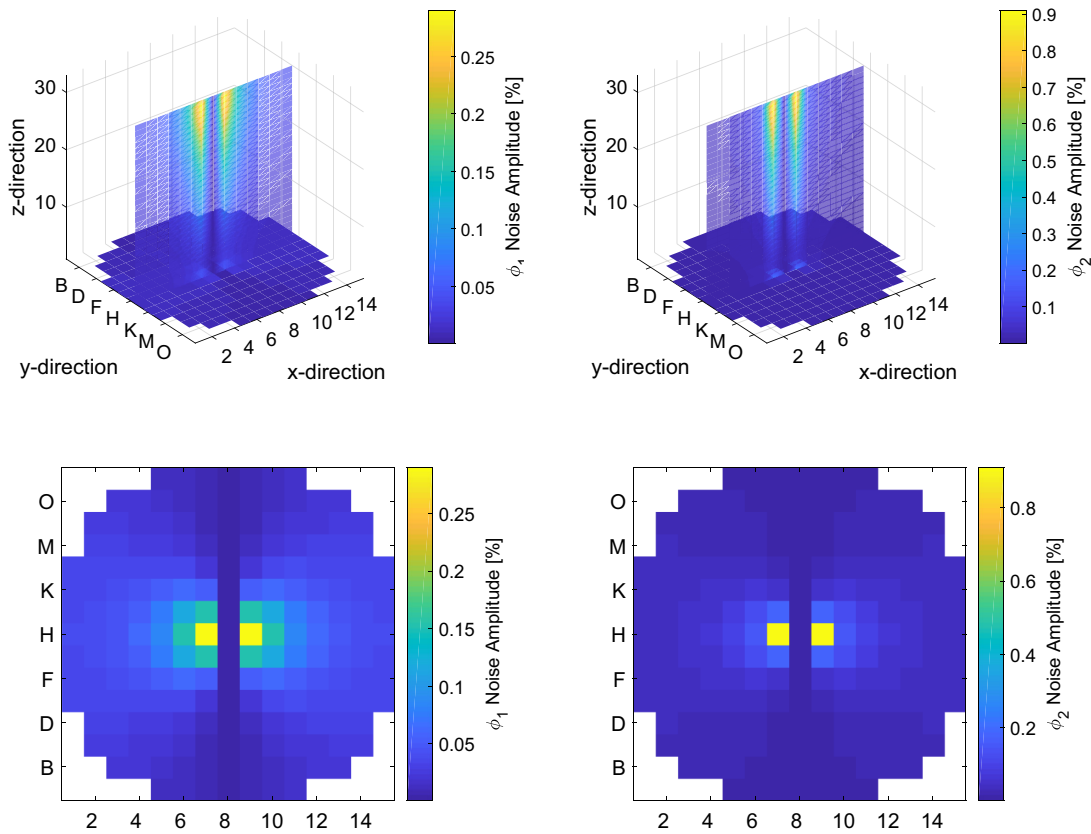 30
20
10
z-direction
B
D
F
H
K
M
O
y-direction
2
4
6
8
10
12
14
x-direction
0.25
0.20
0.15
0.10
0.05
ϕ1 Noise Amplitude [%]
30
20
10
z-direction
B
D
F
H
K
M
O
y-direction
2
4
6
8
10
12
14
x-direction
0.9
0.8
0.7
0.6
0.5
0.4
0.3
0.2
0.1
ϕ2 Noise Amplitude [%]
O
M
K
H
F
D
B
2 4 6 8 10 12 14
0.25
0.2
0.15
0.1
0.05
ϕ1 Noise Amplitude [%]
O
M
K
H
F
D
B
2 4 6 8 10 12 14
0.8
0.6
0.4
0.2
ϕ2 Noise Amplitude [%]